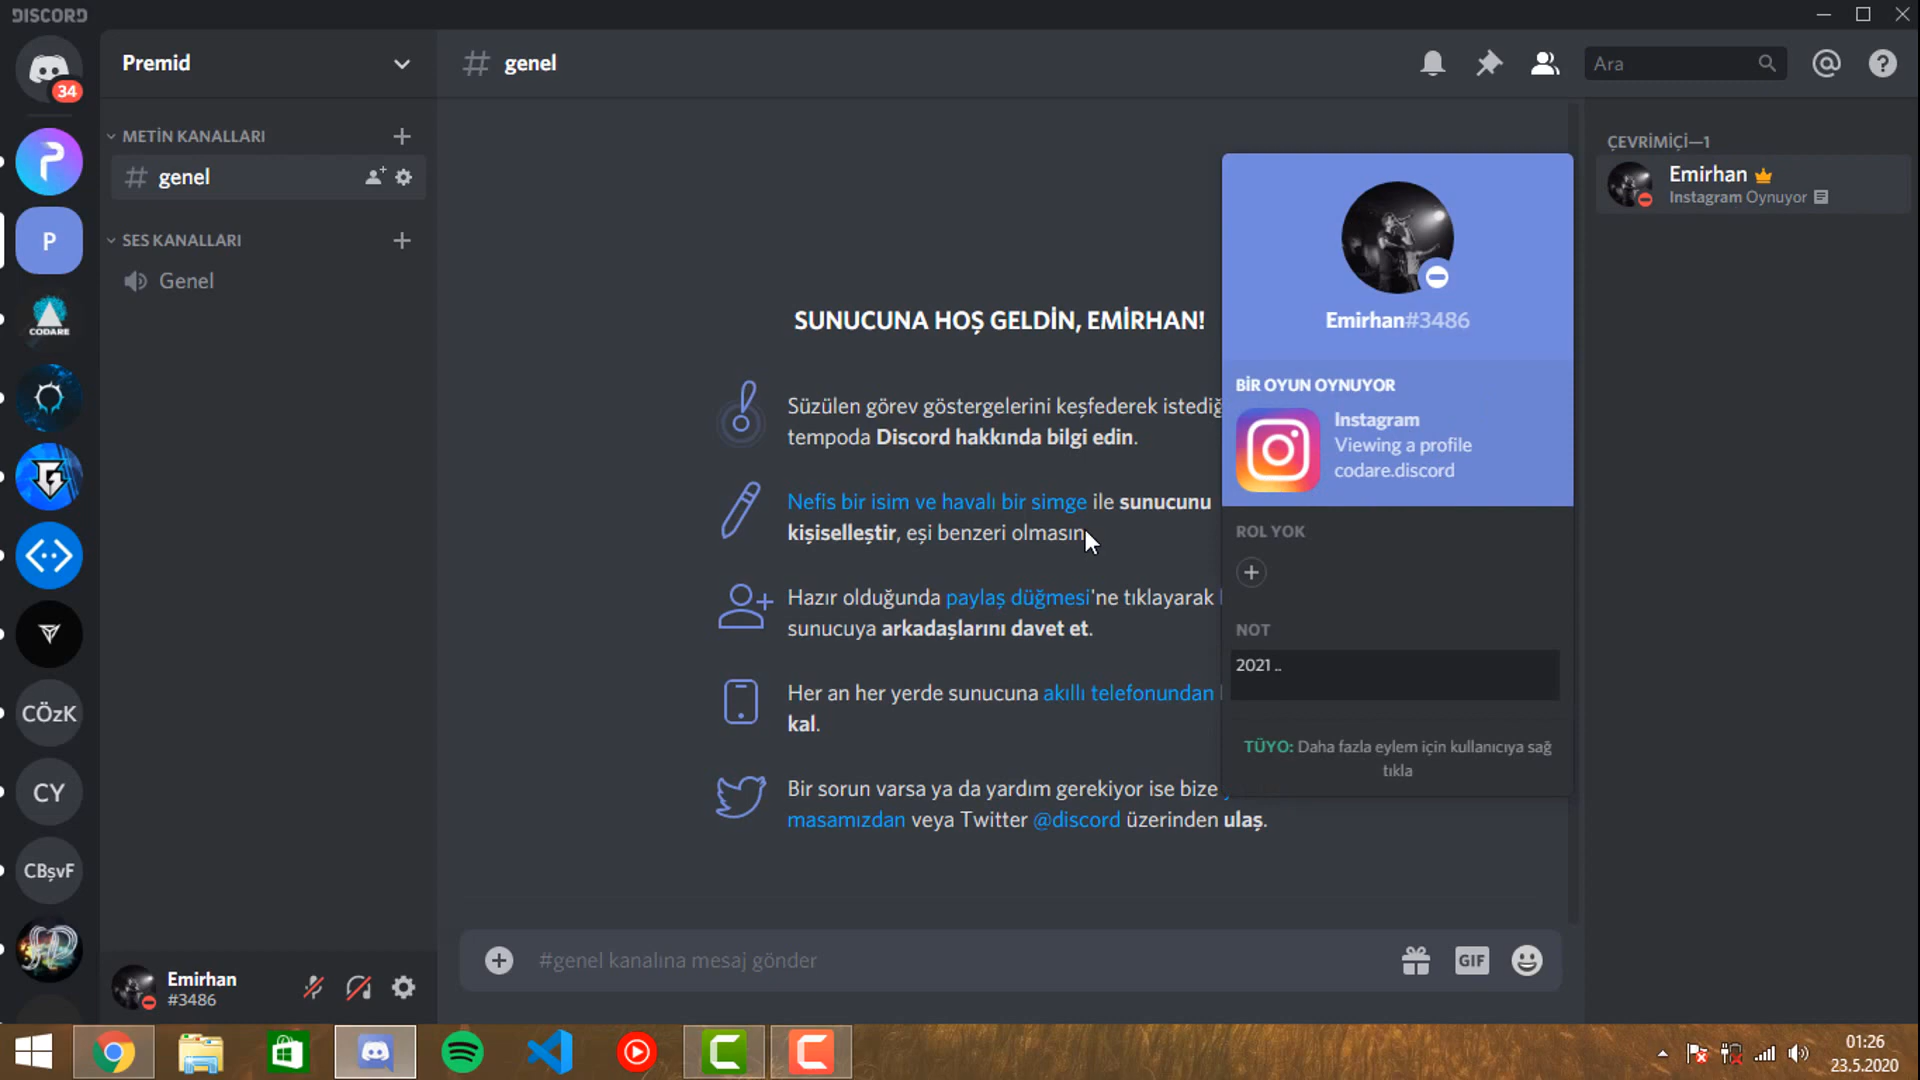 DISCORD
34
P
CODARE
CÖzK
CY
CBşvF
Premid
METİN KANALLARI
genel
SES KANALLARI
Genel
Emirhan
#3486
genel
Ara
SUNUCUNA HOŞ GELDİN, EMİRHAN!
Süzülen görev göstergelerini keşfederek istediğ
tempoda Discord hakkında bilgi edin.
Nefis bir isim ve havalı bir simge ile sunucunu
kişiselleştir, eşi benzeri olmasın
Hazır olduğunda paylaş düğmesi'ne tıklayarak
sunucuya arkadaşlarını davet et.
Her an her yerde sunucuna akıllı telefonundan
kal.
Bir sorun varsa ya da yardım gerekiyor ise bize
masamızdan veya Twitter @discord üzerinden ulaş.
#genel kanalına mesaj gönder
GIF
Emirhan#3486
BİR OYUN OYNUYOR
Instagram
Viewing a profile
codare.discord
ROL YOK
NOT
2021 ..
TÜYO: Daha fazla eylem için kullanıcıya sağ
tıkla
ÇEVRİMİÇİ—1
Emirhan
Instagram Oynuyor
01:26
23.5.2020